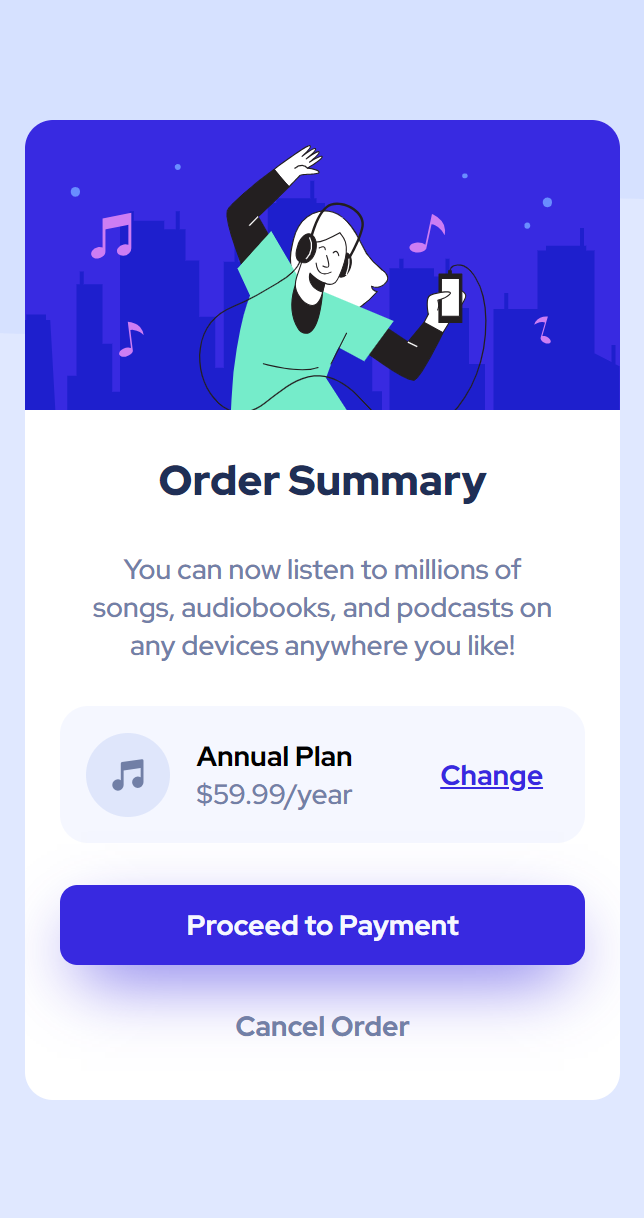 Order Summary
You can now listen to millions of
songs, audiobooks, and podcasts on
any devices anywhere you like!
Annual Plan
$59.99/year
Change
Proceed to Payment
Cancel Order